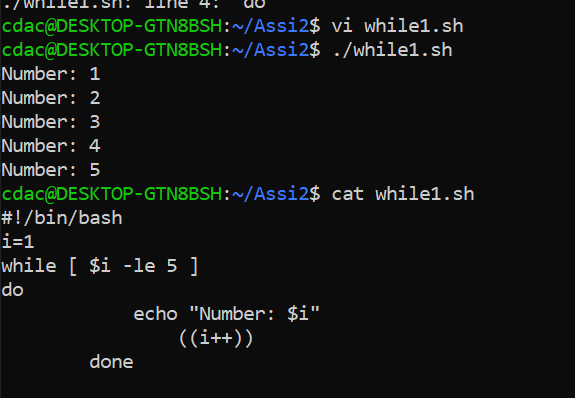 ./while1.sh: line 4: `do
cdac@DESKTOP-GTN8BSH:~/Assi2$ vi while1.sh
cdac@DESKTOP-GTN8BSH:~/Assi2$ ./while1.sh
Number: 1
Number: 2
Number: 3
Number: 4
Number: 5
cdac@DESKTOP-GTN8BSH:~/Assi2$ cat while1.sh
#!/bin/bash
i=1
while [ $i -le 5 ]
do
            echo "Number: $i"
                ((i++))
        done